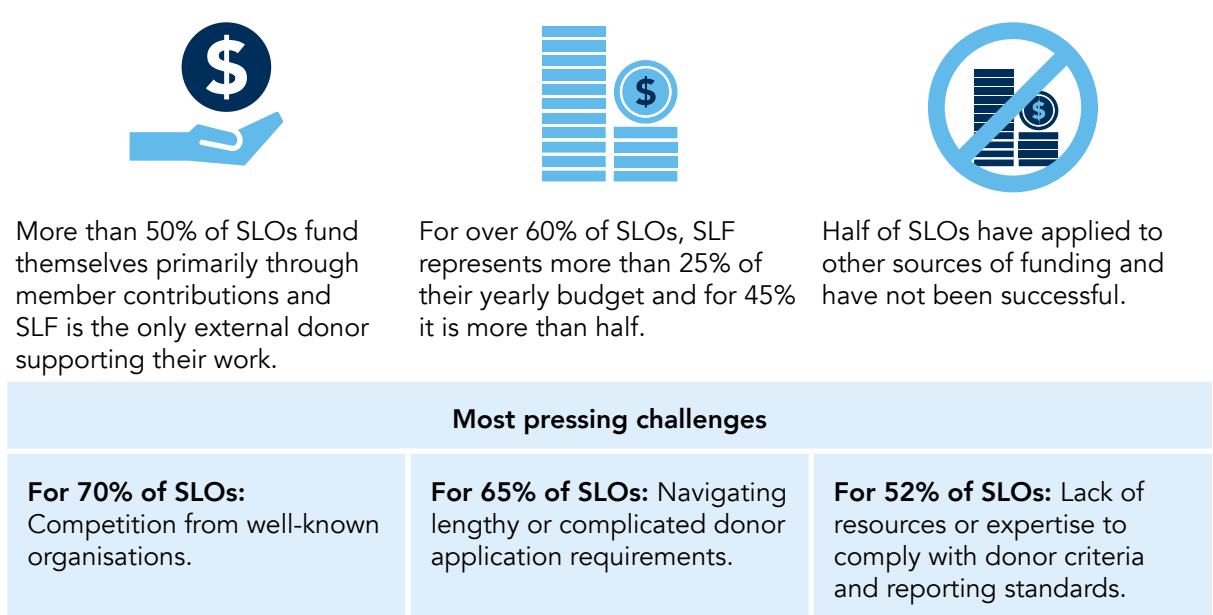 $
$
$
More than 50% of SLOs fund
themselves primarily through
member contributions and
SLF is the only external donor
supporting their work.
For over 60% of SLOs, SLF
represents more than 25% of
their yearly budget and for 45%
it is more than half.
Half of SLOs have applied to
other sources of funding and
have not been successful.
Most pressing challenges
For 70% of SLOs:
Competition from well-known
organisations.
For 65% of SLOs: Navigating
lengthy or complicated donor
application requirements.
For 52% of SLOs: Lack of
resources or expertise to
comply with donor criteria
and reporting standards.